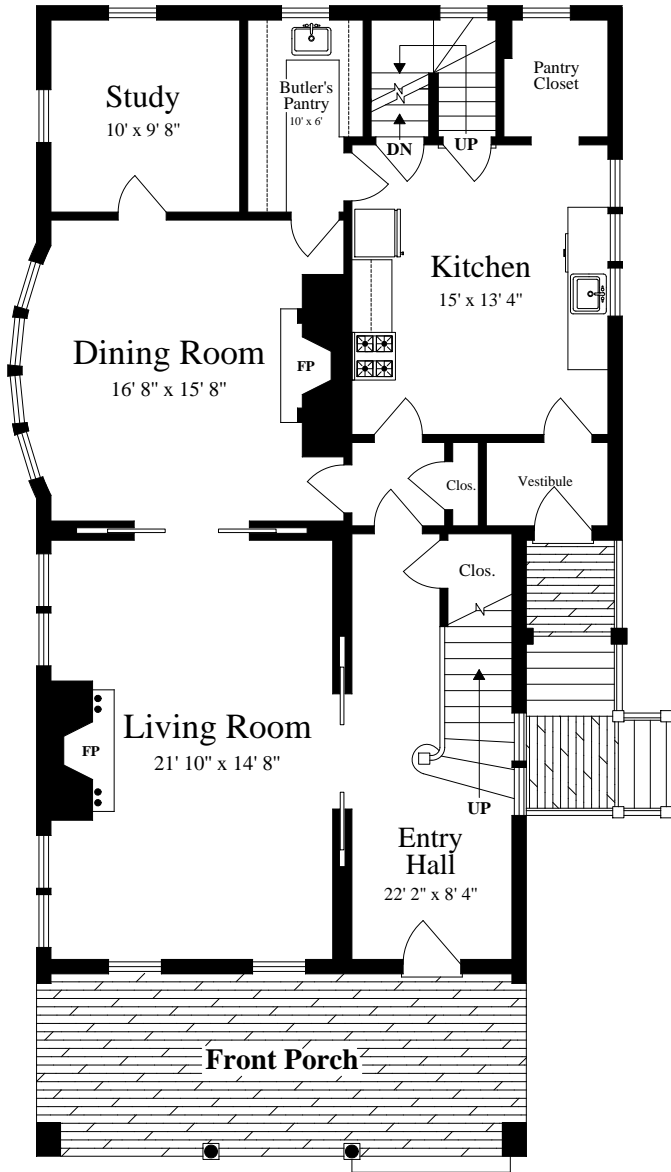 Study
10' x 9' 8"
Butler's
Pantry
10' x 6'
Pantry
Closet
DN
UP
Kitchen
15' x 13' 4"
Dining Room
16' 8" x 15' 8"
FP
Clos.
Vestibule
Clos.
Living Room
21' 10" x 14' 8"
FP
UP
Entry
Hall
22' 2" x 8' 4"
Front Porch